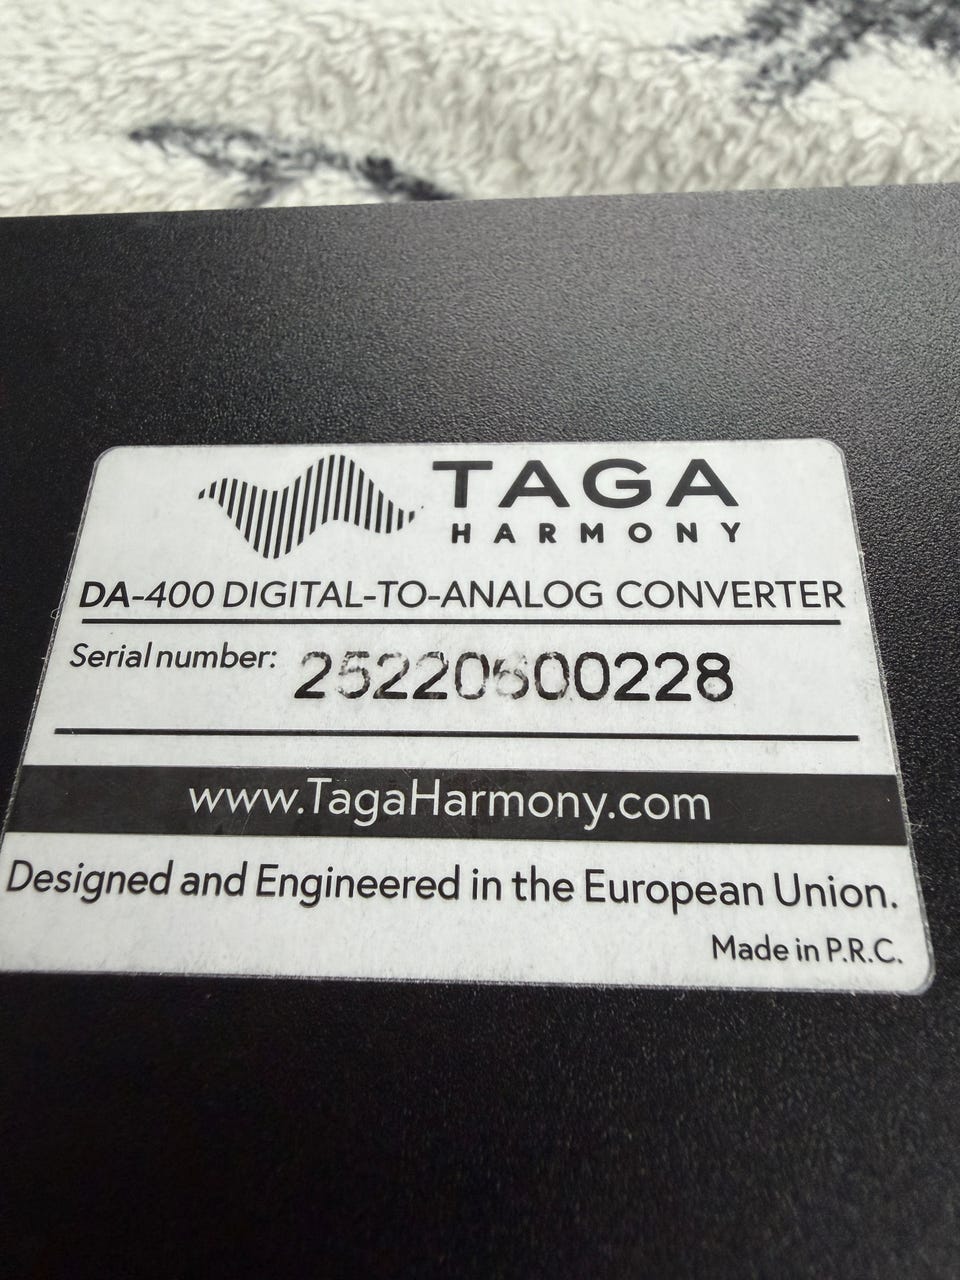 TAGA
HARMONY
DA-400 DIGITAL-TO-ANALOG CONVERTER
Serial number: 25220600228
www.TagaHarmony.com
Designed and Engineered in the European Union.
Made in P.R.C.